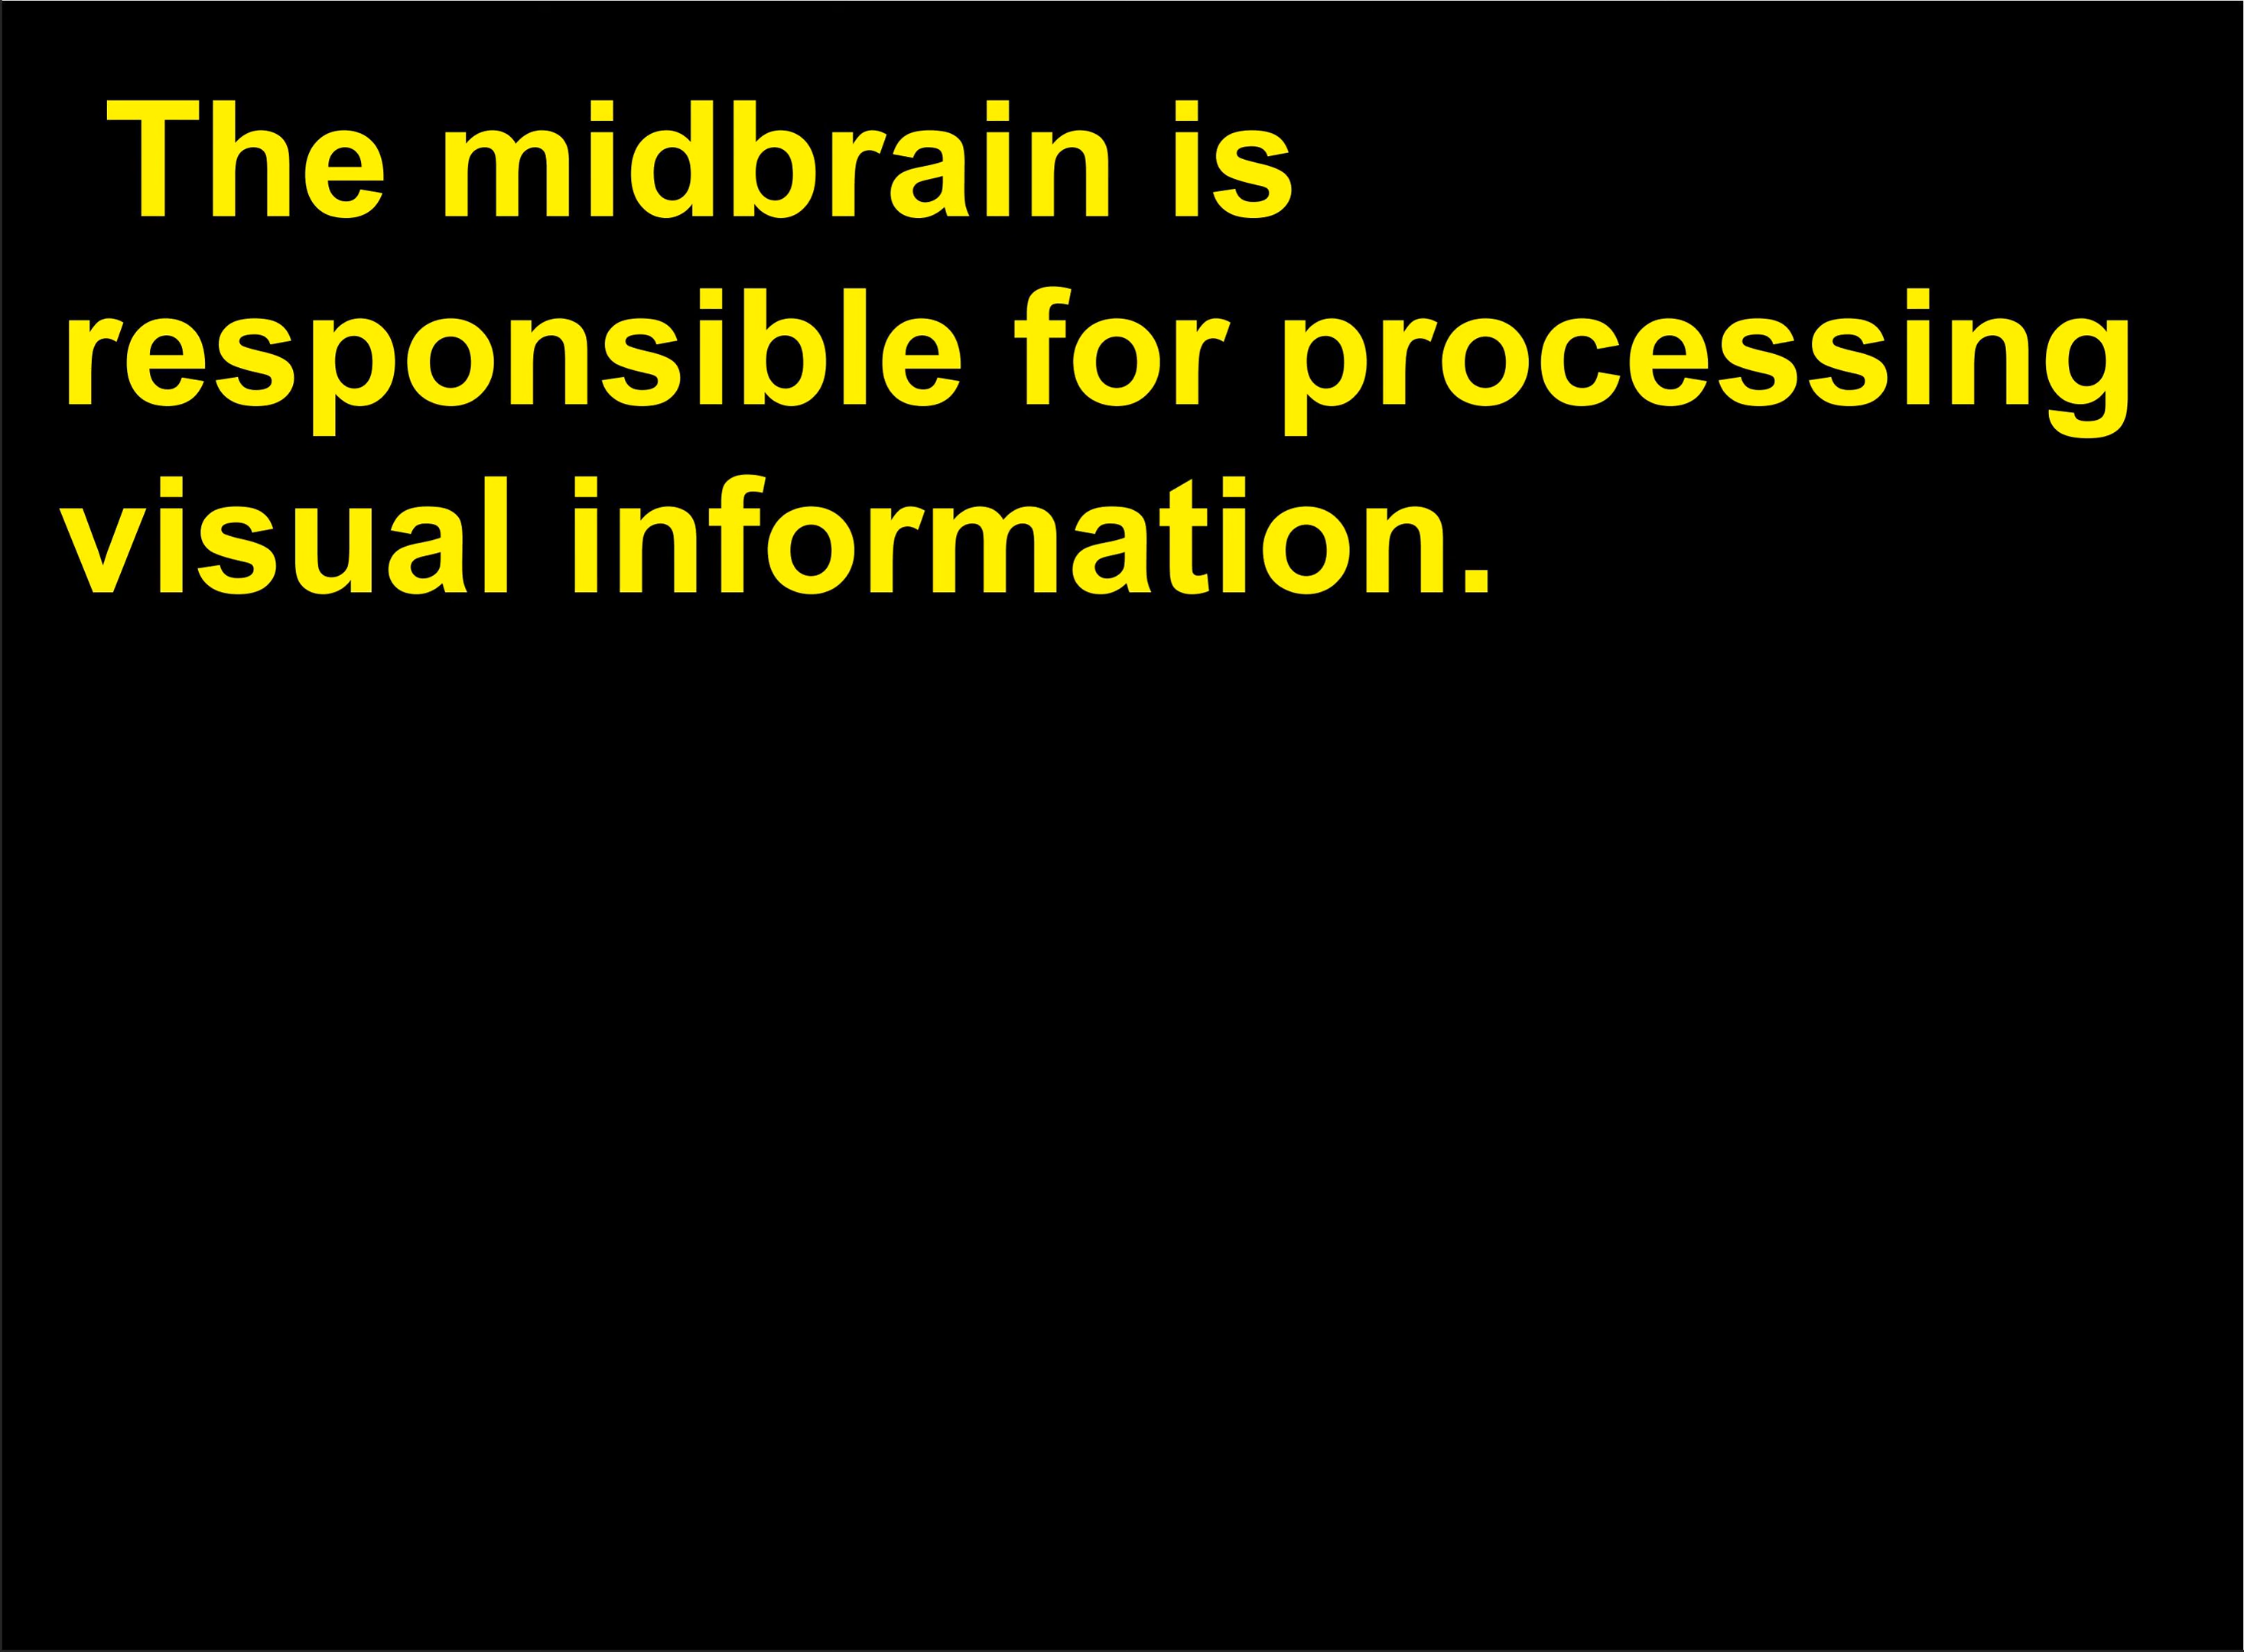 The midbrain is
responsible for processing
visual information.